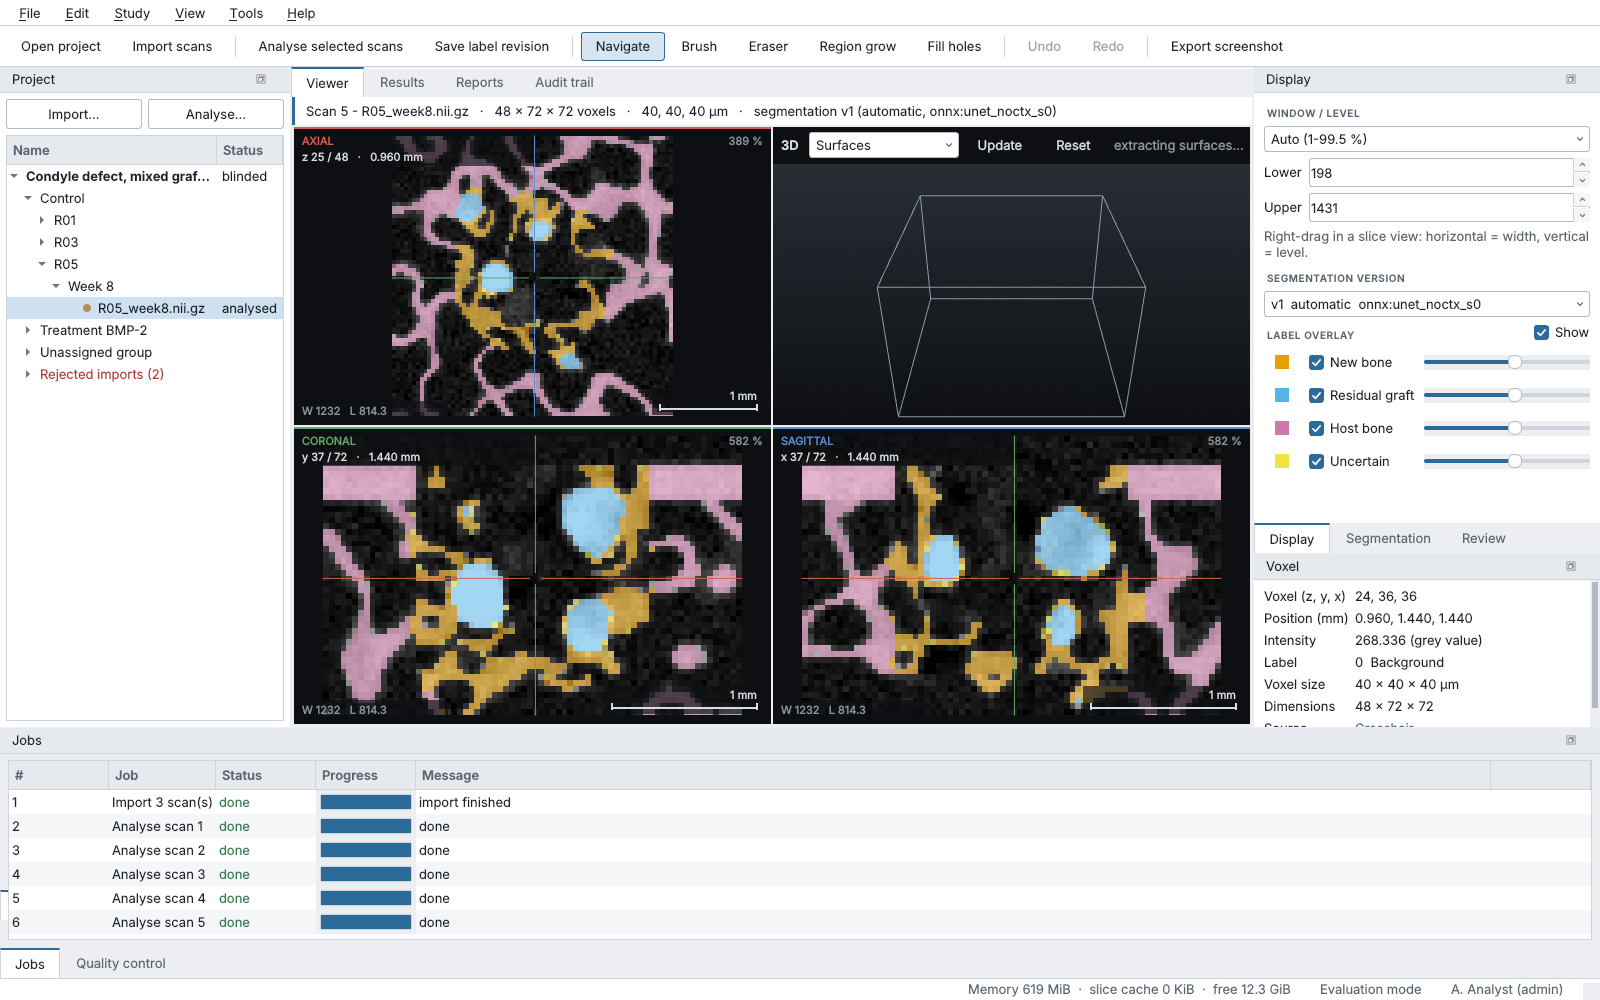 File Edit Study View Tools Help
Open project Import scans Analyse selected scans Save label revision Navigate Brush Eraser Region grow Fill holes Undo Redo Export screenshot
Project
Import... Analyse...
Name Status
Condyle defect, mixed graf... blinded
Control
R01
R03
R05
Week 8
R05_week8.nii.gz analysed
Treatment BMP-2
Unassigned group
Rejected imports (2)
Viewer Results Reports Audit trail
Scan 5 - R05_week8.nii.gz · 48 × 72 × 72 voxels · 40, 40, 40 µm · segmentation v1 (automatic, onnx:unet_noctx_s0)
AXIAL 389 %
z 25 / 48 · 0.960 mm
1 mm
W 1232 L 814.3
3D Surfaces Update Reset extracting surfaces...
CORONAL 582 %
y 37 / 72 · 1.440 mm
1 mm
W 1232 L 814.3
SAGITTAL 582 %
x 37 / 72 · 1.440 mm
1 mm
W 1232 L 814.3
Display
WINDOW / LEVEL
Auto (1-99.5 %)
Lower 198
Upper 1431
Right-drag in a slice view: horizontal = width, vertical
= level.
SEGMENTATION VERSION
v1 automatic onnx:unet_noctx_s0
LABEL OVERLAY Show
New bone
Residual graft
Host bone
Uncertain
Display Segmentation Review
Voxel
Voxel (z, y, x) 24, 36, 36
Position (mm) 0.960, 1.440, 1.440
Intensity 268.336 (grey value)
Label 0 Background
Voxel size 40 × 40 × 40 µm
Dimensions 48 × 72 × 72
Jobs
# Job Status Progress Message
1 Import 3 scan(s) done import finished
2 Analyse scan 1 done done
3 Analyse scan 2 done done
4 Analyse scan 3 done done
5 Analyse scan 4 done done
6 Analyse scan 5 done done
Jobs Quality control
Memory 619 MiB · slice cache 0 KiB · free 12.3 GiB Evaluation mode A. Analyst (admin)